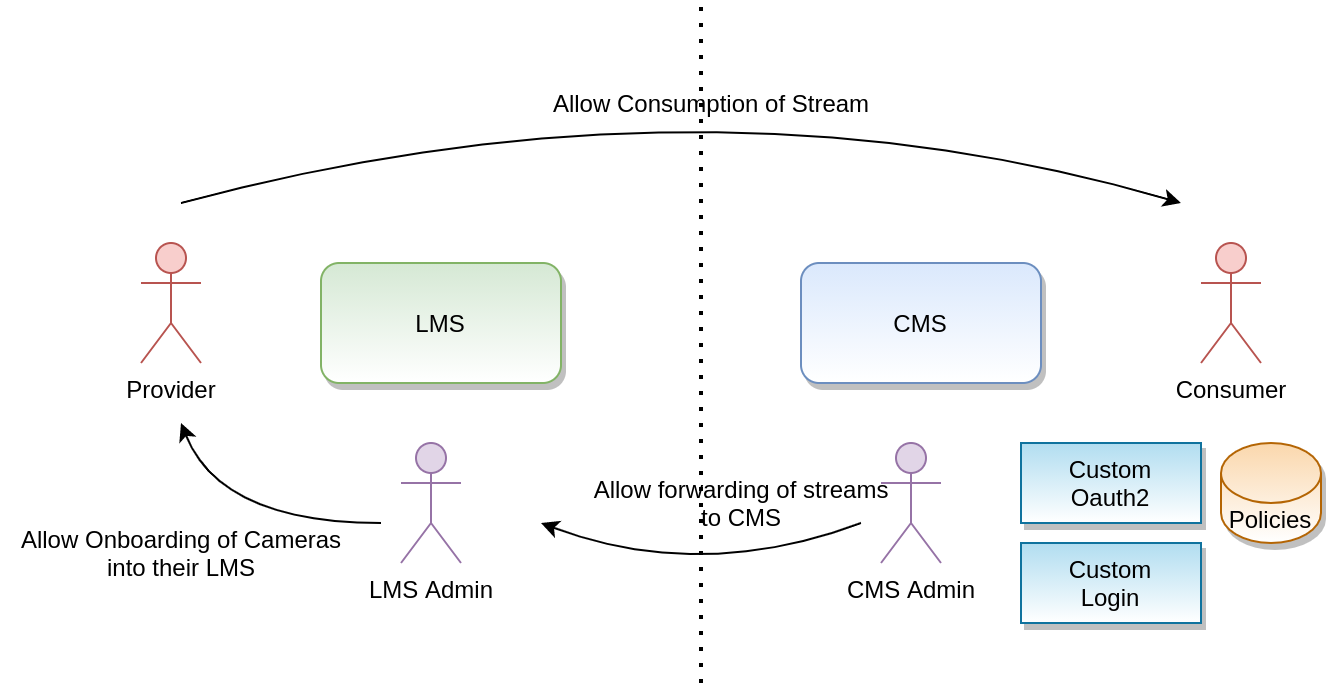 Allow Consumption of Stream
LMS
CMS
Provider
Consumer
Allow forwarding of streams
to CMS
Custom
Oauth2
Policies
Allow Onboarding of Cameras
into their LMS
LMS Admin
CMS Admin
Custom
Login